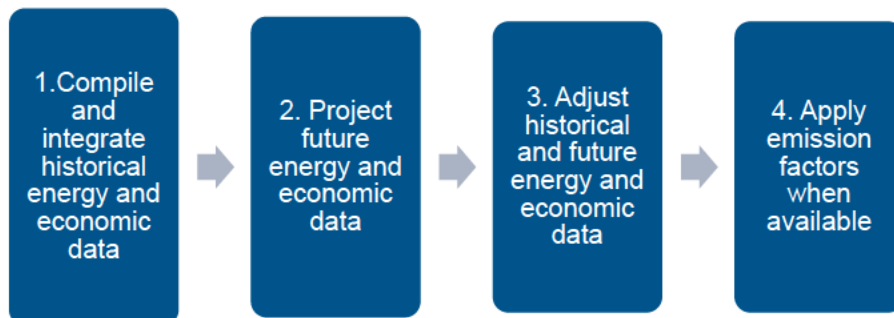 1.Compile
and
integrate
historical
energy and
economic
data
2. Project
future
energy and
economic
data
3. Adjust
historical
and future
energy and
economic
data
4. Apply
emission
factors
when
available